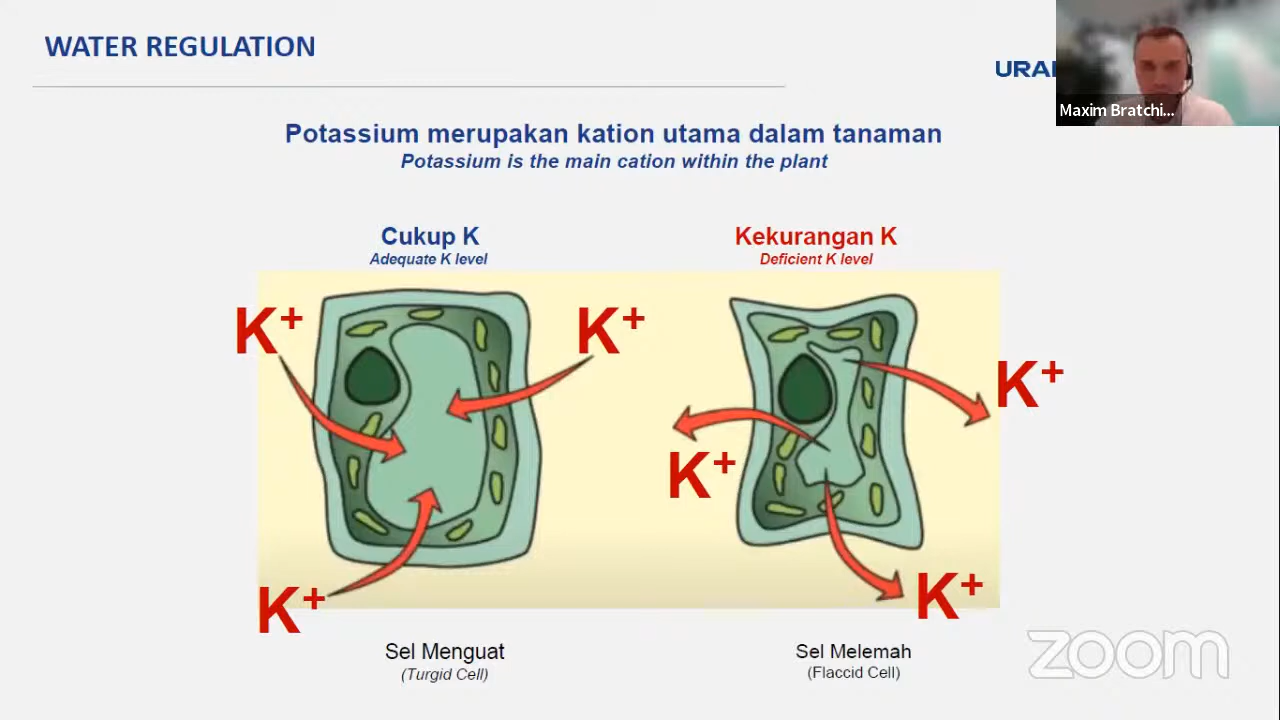 WATER REGULATION
Maxim Bratchi...
Potassium merupakan kation utama dalam tanaman
Potassium is the main cation within the plant
Cukup K
Adequate K level
Kekurangan K
Deficient K level
K+
K+
K+
K+
K+
K+
Sel Menguat
(Turgid Cell)
Sel Melemah
(Flaccid Cell)
zoom